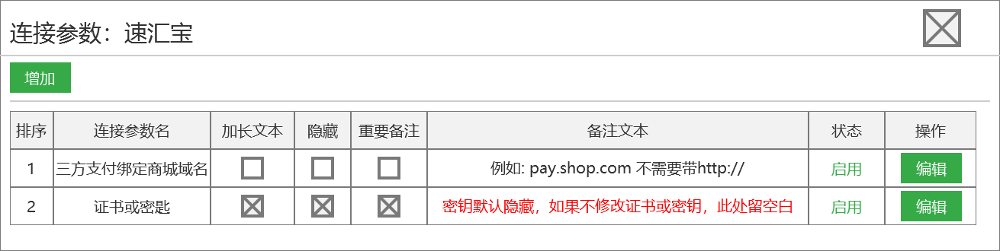 连接参数：速汇宝
增加
排序 连接参数名 加长文本 隐藏 重要备注 备注文本 状态 操作
1 三方支付绑定商城域名 例如: pay.shop.com 不需要带http:// 启用 编辑
2 证书或密匙 密钥默认隐藏，如果不修改证书或密钥，此处留空白 启用 编辑